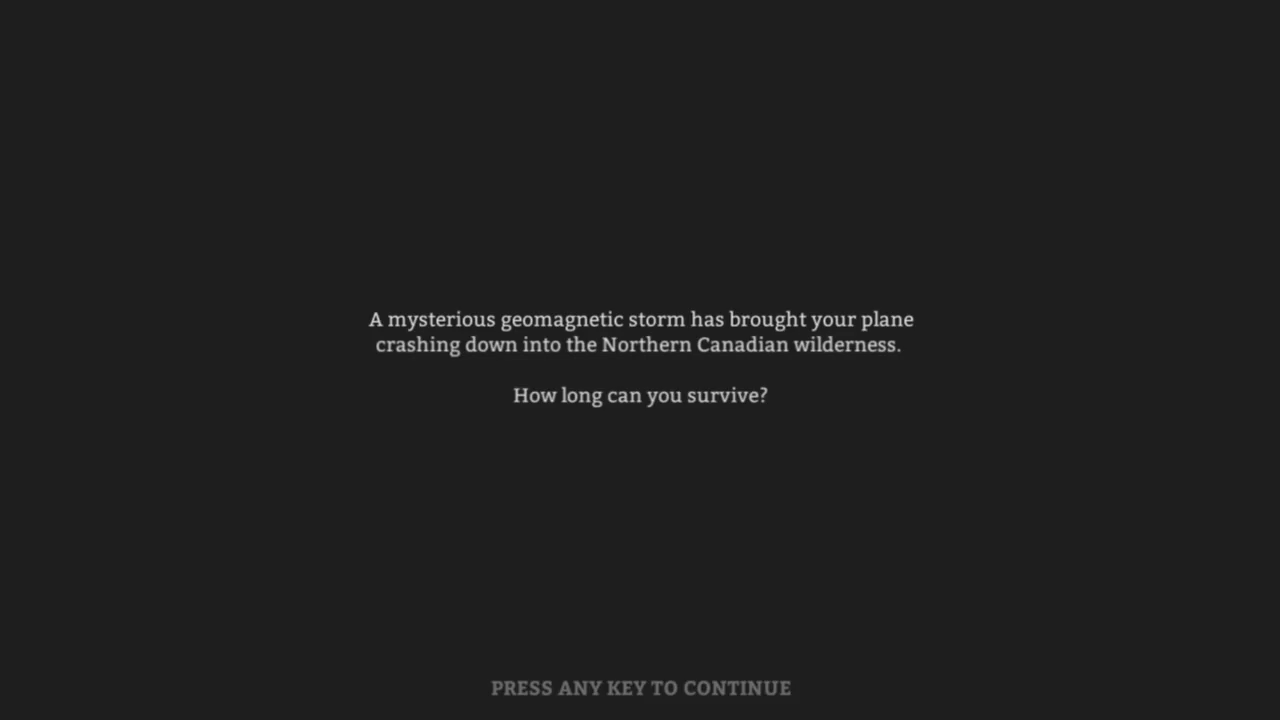 A mysterious geomagnetic storm has brought your plane
crashing down into the Northern Canadian wilderness.
How long can you survive?
PRESS ANY KEY TO CONTINUE